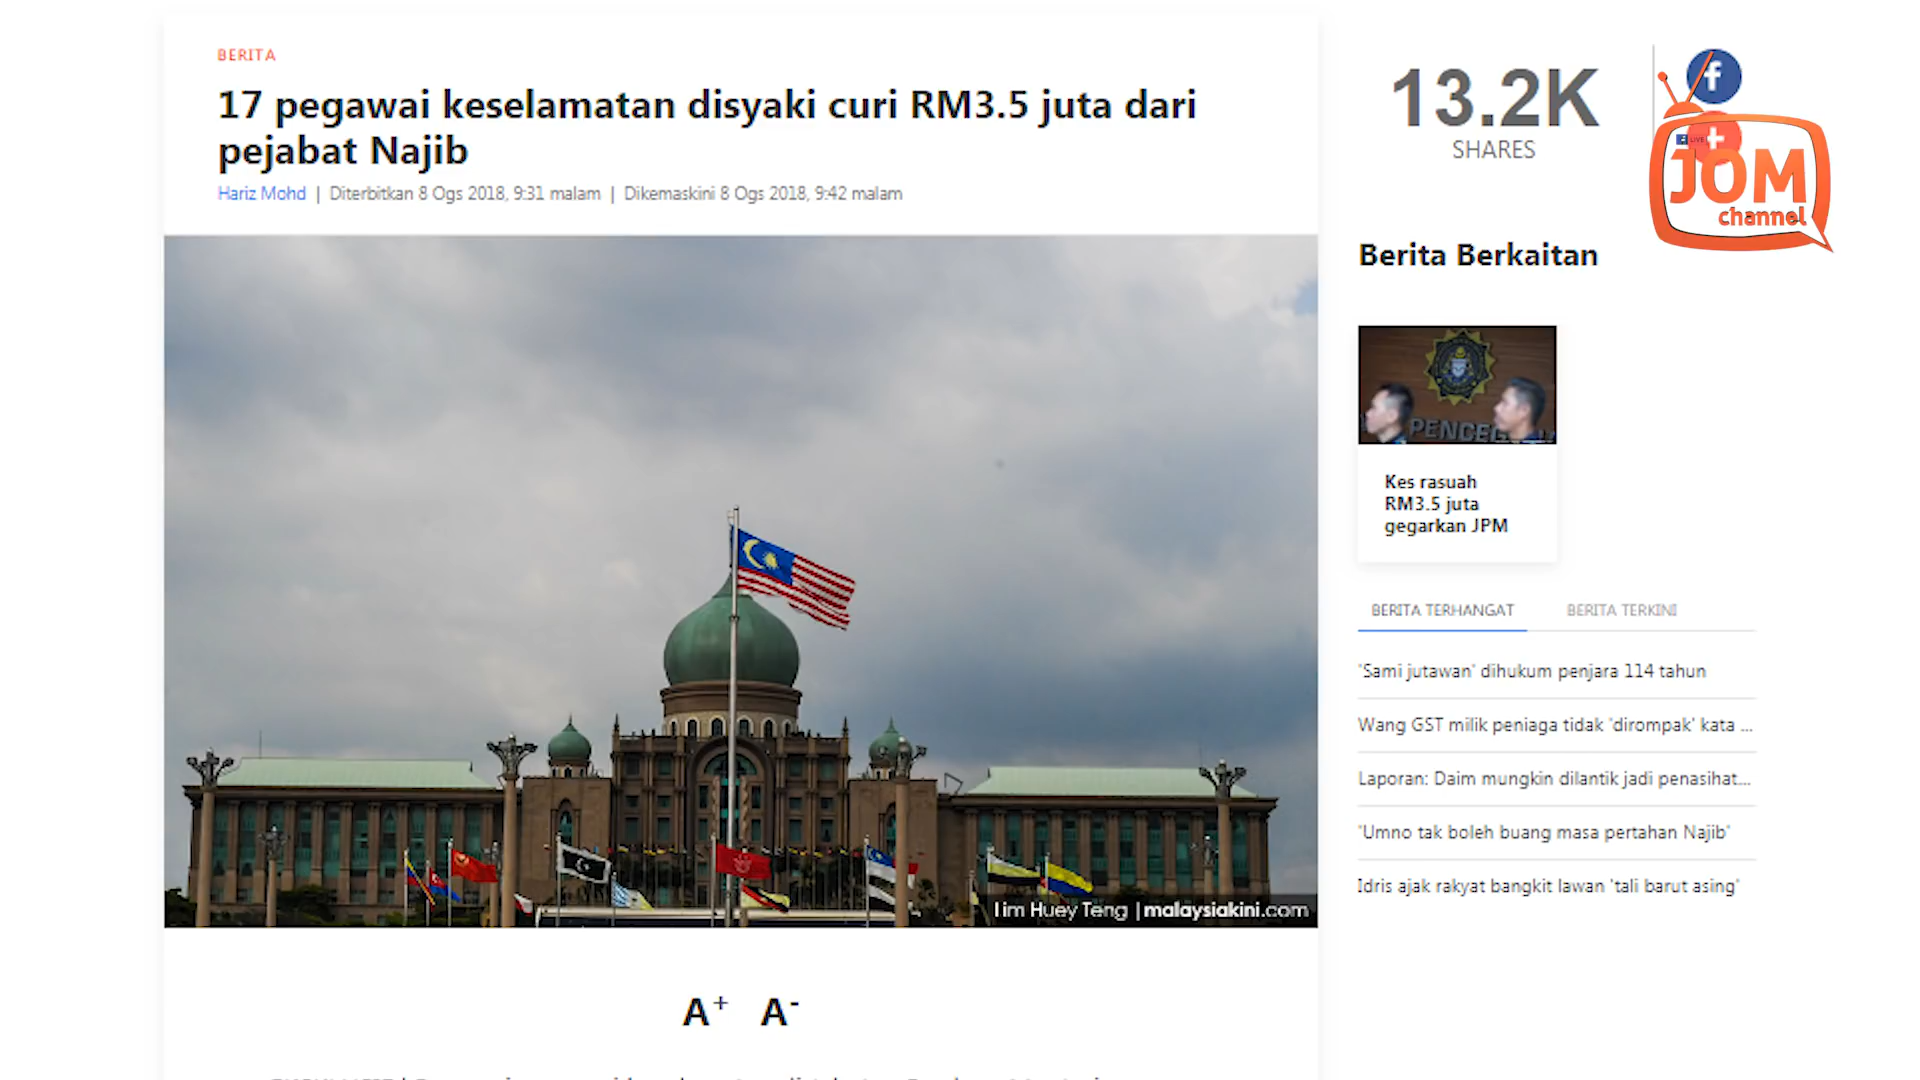 BERITA
17 pegawai keselamatan disyaki curi RM3.5 juta dari
pejabat Najib
Hariz Mohd | Diterbitkan 8 Ogs 2018, 9:31 malam | Dikemaskini 8 Ogs 2018, 9:42 malam
Lim Huey Teng | malaysiakini.com
A+ A-
13.2K
SHARES
f
+
LIVE
JOM
channel
Berita Berkaitan
Kes rasuah
RM3.5 juta
gegarkan JPM
BERITA TERHANGAT BERITA TERKINI
'Sami jutawan' dihukum penjara 114 tahun
Wang GST milik peniaga tidak 'dirompak' kata ...
Laporan: Daim mungkin dilantik jadi penasihat...
'Umno tak boleh buang masa pertahan Najib'
Idris ajak rakyat bangkit lawan 'tali barut asing'